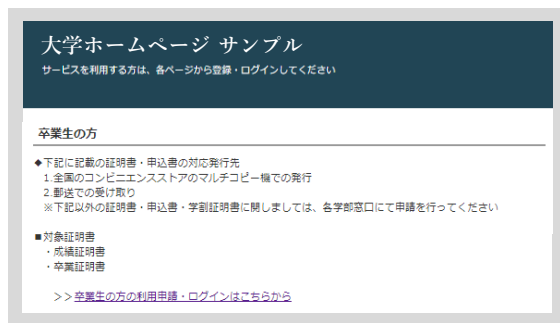 大学ホームページ サンプル
サービスを利用する方は、各ページから登録・ログインしてください
卒業生の方
◆下記に記載の証明書・申込書の対応発行先
1.全国のコンビニエンスストアのマルチコピー機での発行
2.郵送での受け取り
※下記以外の証明書・申込書・学割証明書に関しましては、各学部窓口にて申請を行ってください
■対象証明書
・成績証明書
・卒業証明書
>>卒業生の方の利用申請・ログインはこちらから